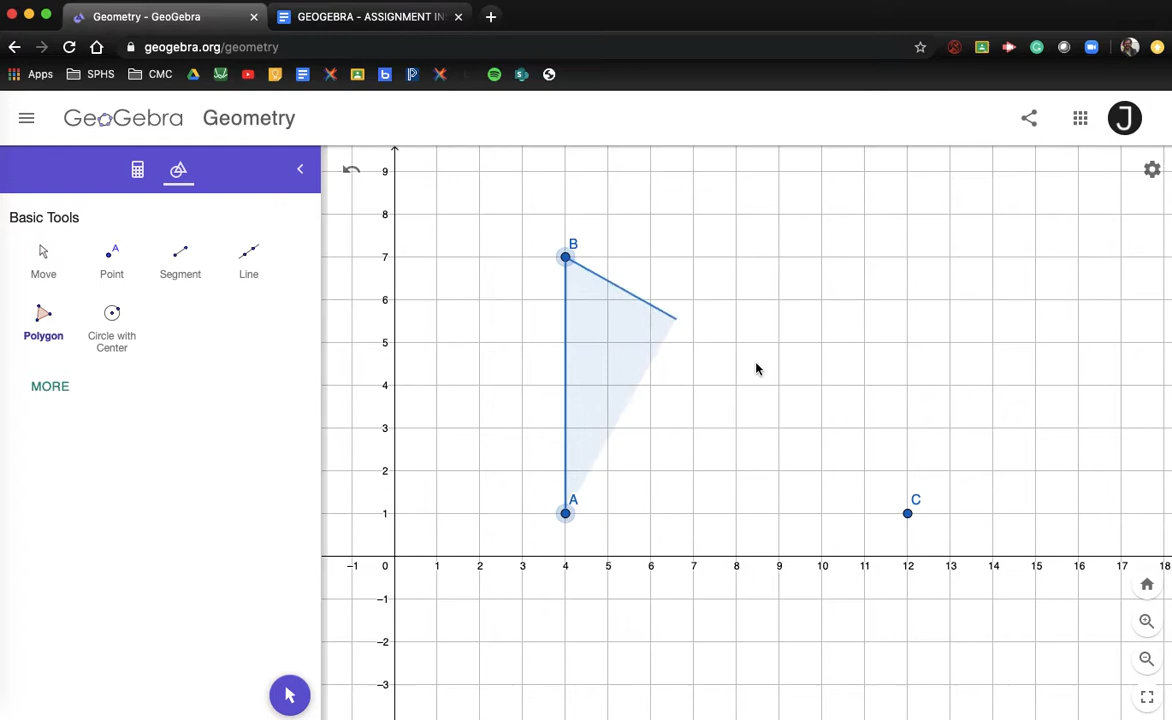 Geometry - GeoGebra
GEOGEBRA - ASSIGNMENT IN
geogebra.org/geometry
Apps
SPHS
CMC
GeoGebra
Geometry
J
Basic Tools
Move
Point
Segment
Line
Polygon
Circle with Center
MORE
A
9
8
7
6
5
4
3
2
1
B
A
C
−1 0 1 2 3 4 5 6 7 8 9 10 11 12 13 14 15 16 17 18
−1
−2
−3